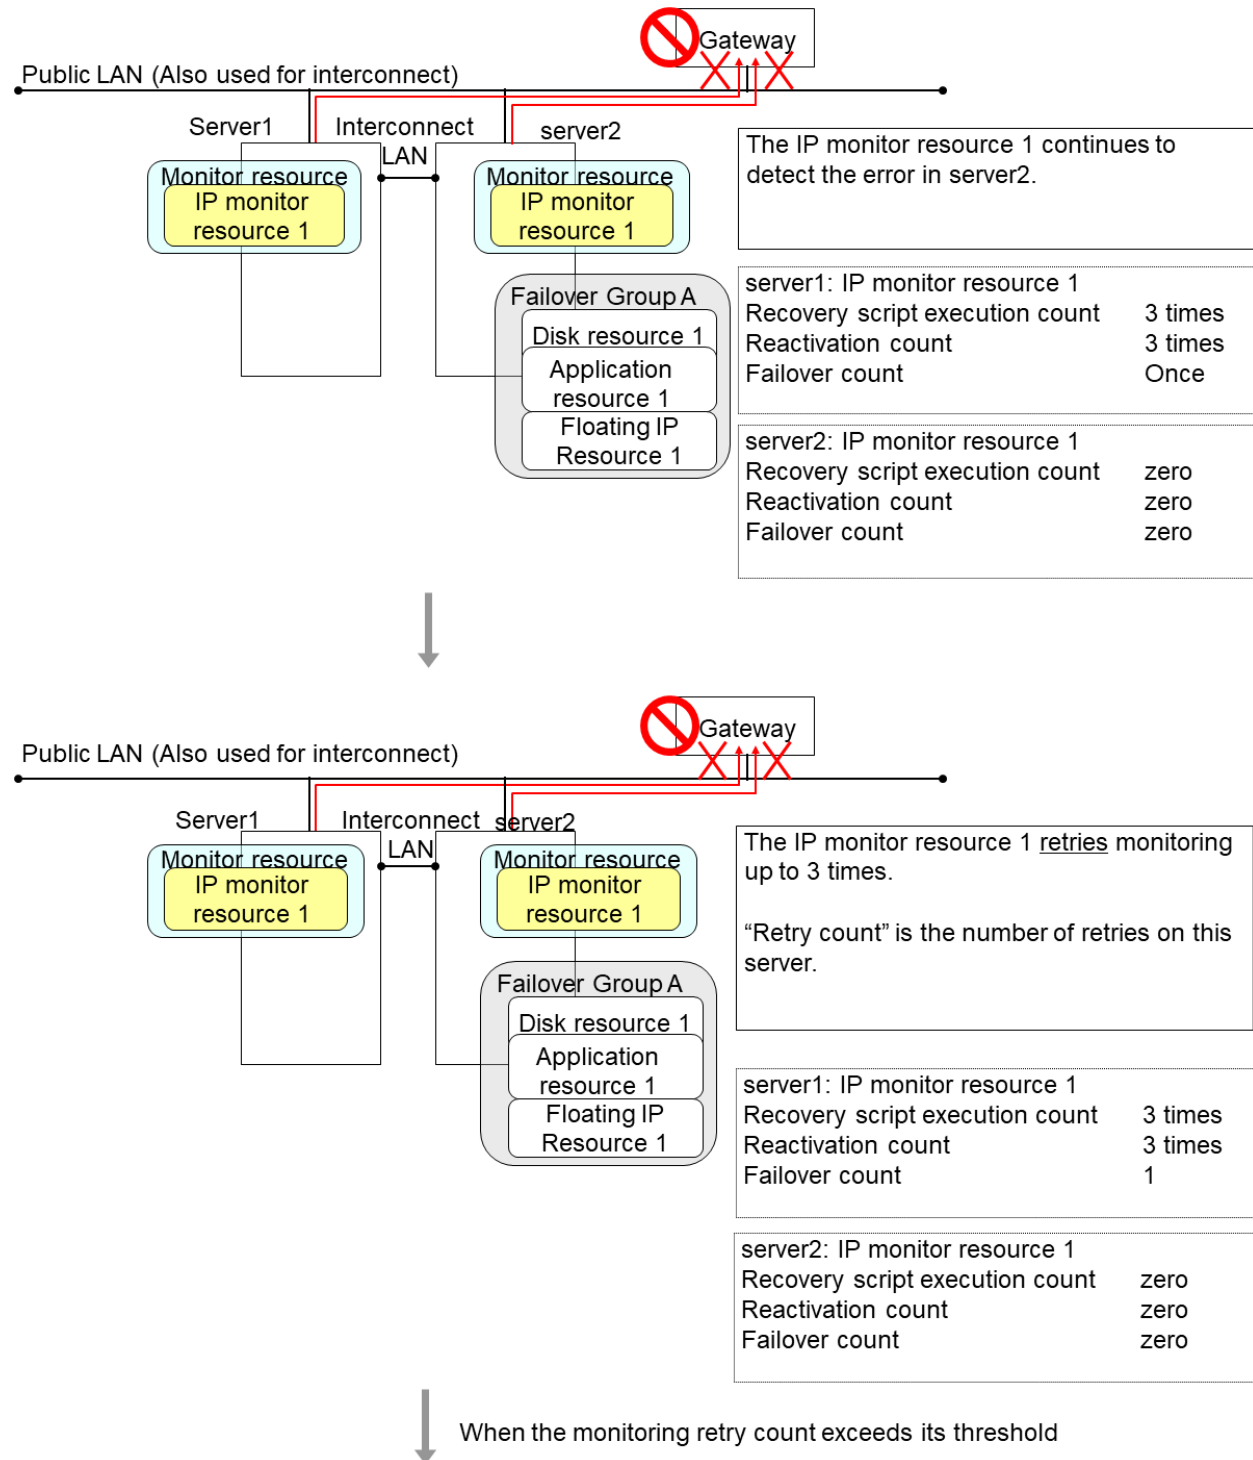 Gateway
Public LAN (Also used for interconnect)
Server1
Interconnect
LAN
server2
Monitor resource
IP monitor
resource 1
Monitor resource
IP monitor
resource 1
Failover Group A
Disk resource 1
Application
resource 1
Floating IP
Resource 1
The IP monitor resource 1 continues to
detect the error in server2.
server1: IP monitor resource 1
Recovery script execution count 3 times
Reactivation count 3 times
Failover count Once
server2: IP monitor resource 1
Recovery script execution count zero
Reactivation count zero
Failover count zero
Gateway
Public LAN (Also used for interconnect)
Server1
Interconnect
LAN
server2
Monitor resource
IP monitor
resource 1
Monitor resource
IP monitor
resource 1
Failover Group A
Disk resource 1
Application
resource 1
Floating IP
Resource 1
The IP monitor resource 1 retries monitoring
up to 3 times.
“Retry count” is the number of retries on this
server.
server1: IP monitor resource 1
Recovery script execution count 3 times
Reactivation count 3 times
Failover count 1
server2: IP monitor resource 1
Recovery script execution count zero
Reactivation count zero
Failover count zero
When the monitoring retry count exceeds its threshold